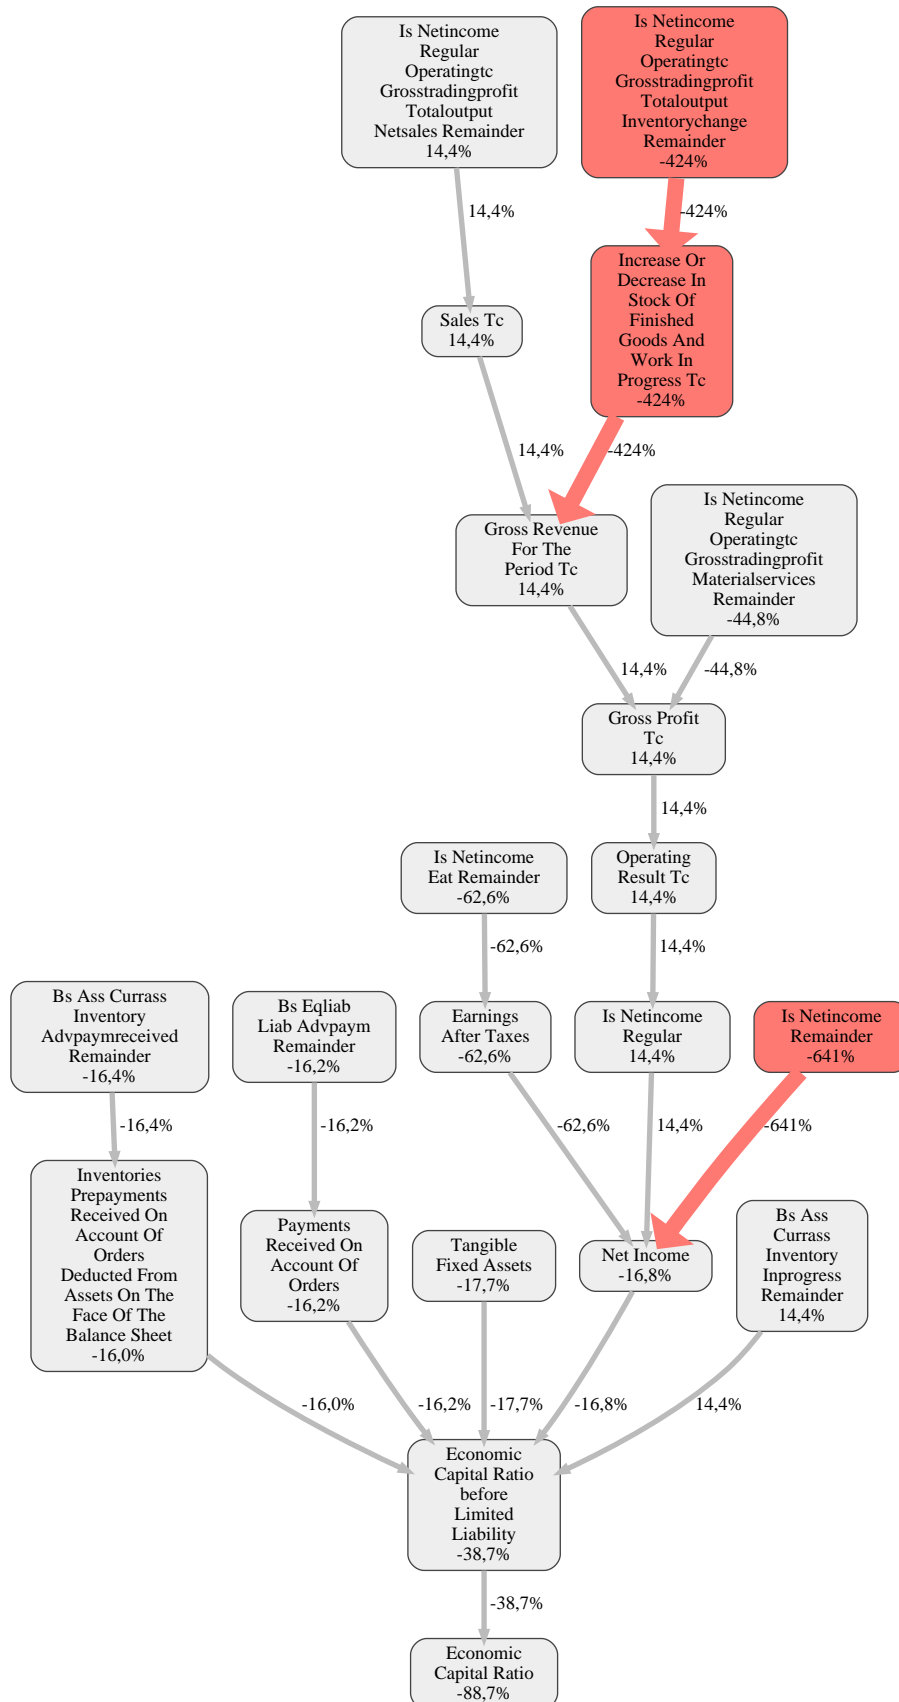 Is Netincome
Regular
Operatingtc
Grosstradingprofit
Totaloutput
Netsales Remainder
14,4%
Is Netincome
Regular
Operatingtc
Grosstradingprofit
Totaloutput
Inventorychange
Remainder
-424%
14,4%
-424%
Sales Tc
14,4%
Increase Or
Decrease In
Stock Of
Finished
Goods And
Work In
Progress Tc
-424%
14,4%
-424%
Gross Revenue
For The
Period Tc
14,4%
Is Netincome
Regular
Operatingtc
Grosstradingprofit
Materialservices
Remainder
-44,8%
14,4%
-44,8%
Gross Profit
Tc
14,4%
14,4%
Is Netincome
Eat Remainder
-62,6%
Operating
Result Tc
14,4%
-62,6%
14,4%
Bs Ass Currass
Inventory
Advpaymreceived
Remainder
-16,4%
Bs Eqliab
Liab Advpaym
Remainder
-16,2%
Earnings
After Taxes
-62,6%
Is Netincome
Regular
14,4%
Is Netincome
Remainder
-641%
-16,4%
-16,2%
-62,6%
14,4%
-641%
Inventories
Prepayments
Received On
Account Of
Orders
Deducted From
Assets On The
Face Of The
Balance Sheet
-16,0%
Payments
Received On
Account Of
Orders
-16,2%
Tangible
Fixed Assets
-17,7%
Net Income
-16,8%
Bs Ass
Currass
Inventory
Inprogress
Remainder
14,4%
-16,0%
-16,2%
-17,7%
-16,8%
14,4%
Economic
Capital Ratio
before
Limited
Liability
-38,7%
-38,7%
Economic
Capital Ratio
-88,7%